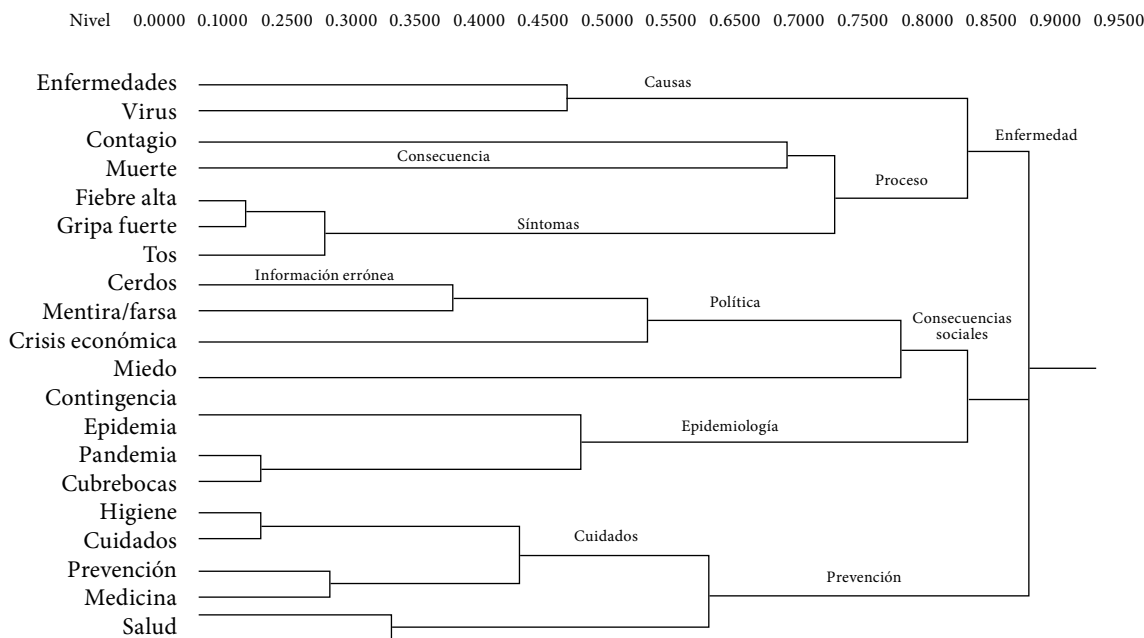 Nivel 0.0000 0.1000 0.2500 0.3000 0.3500 0.4000 0.4500 0.5000 0.5500 0.6500 0.7000 0.7500 0.8000 0.8500 0.9000 0.9500
Enfermedades
Causas
Virus
Contagio
Enfermedad
Consecuencia
Muerte
Proceso
Fiebre alta
Gripa fuerte
Síntomas
Tos
Información errónea
Cerdos
Política
Mentira/farsa
Consecuencias
sociales
Crisis económica
Miedo
Contingencia
Epidemia
Epidemiología
Pandemia
Cubrebocas
Higiene
Cuidados
Cuidados
Prevención
Prevención
Medicina
Salud